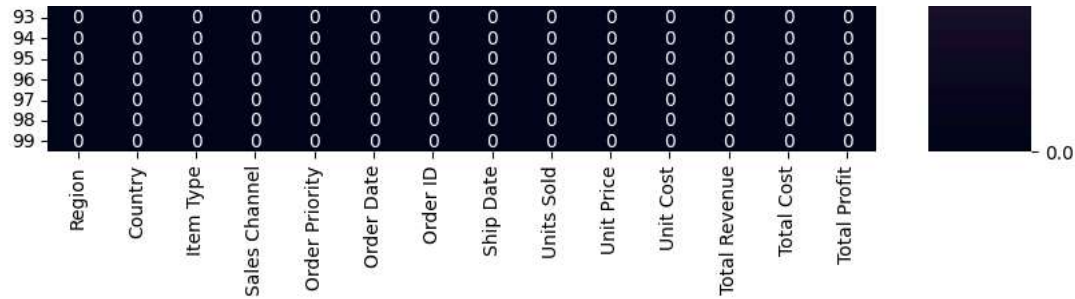 93 0 0 0 0 0 0 0 0 0 0 0 0 0 0
94 0 0 0 0 0 0 0 0 0 0 0 0 0 0
95 0 0 0 0 0 0 0 0 0 0 0 0 0 0
96 0 0 0 0 0 0 0 0 0 0 0 0 0 0
97 0 0 0 0 0 0 0 0 0 0 0 0 0 0
98 0 0 0 0 0 0 0 0 0 0 0 0 0 0
99 0 0 0 0 0 0 0 0 0 0 0 0 0 0
0.0
Region
Country
Item Type
Sales Channel
Order Priority
Order Date
Order ID
Ship Date
Units Sold
Unit Price
Unit Cost
Total Revenue
Total Cost
Total Profit